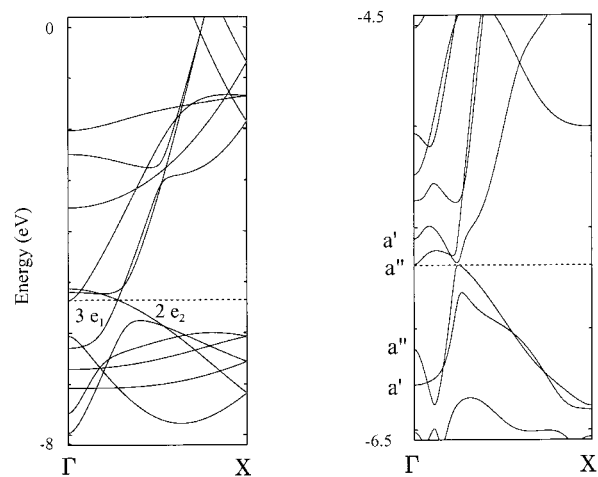 0
Energy (eV)
3 e₁
2 e₂
-8
Γ
X
-4.5
a'
a"
a"
a'
-6.5
Γ
X